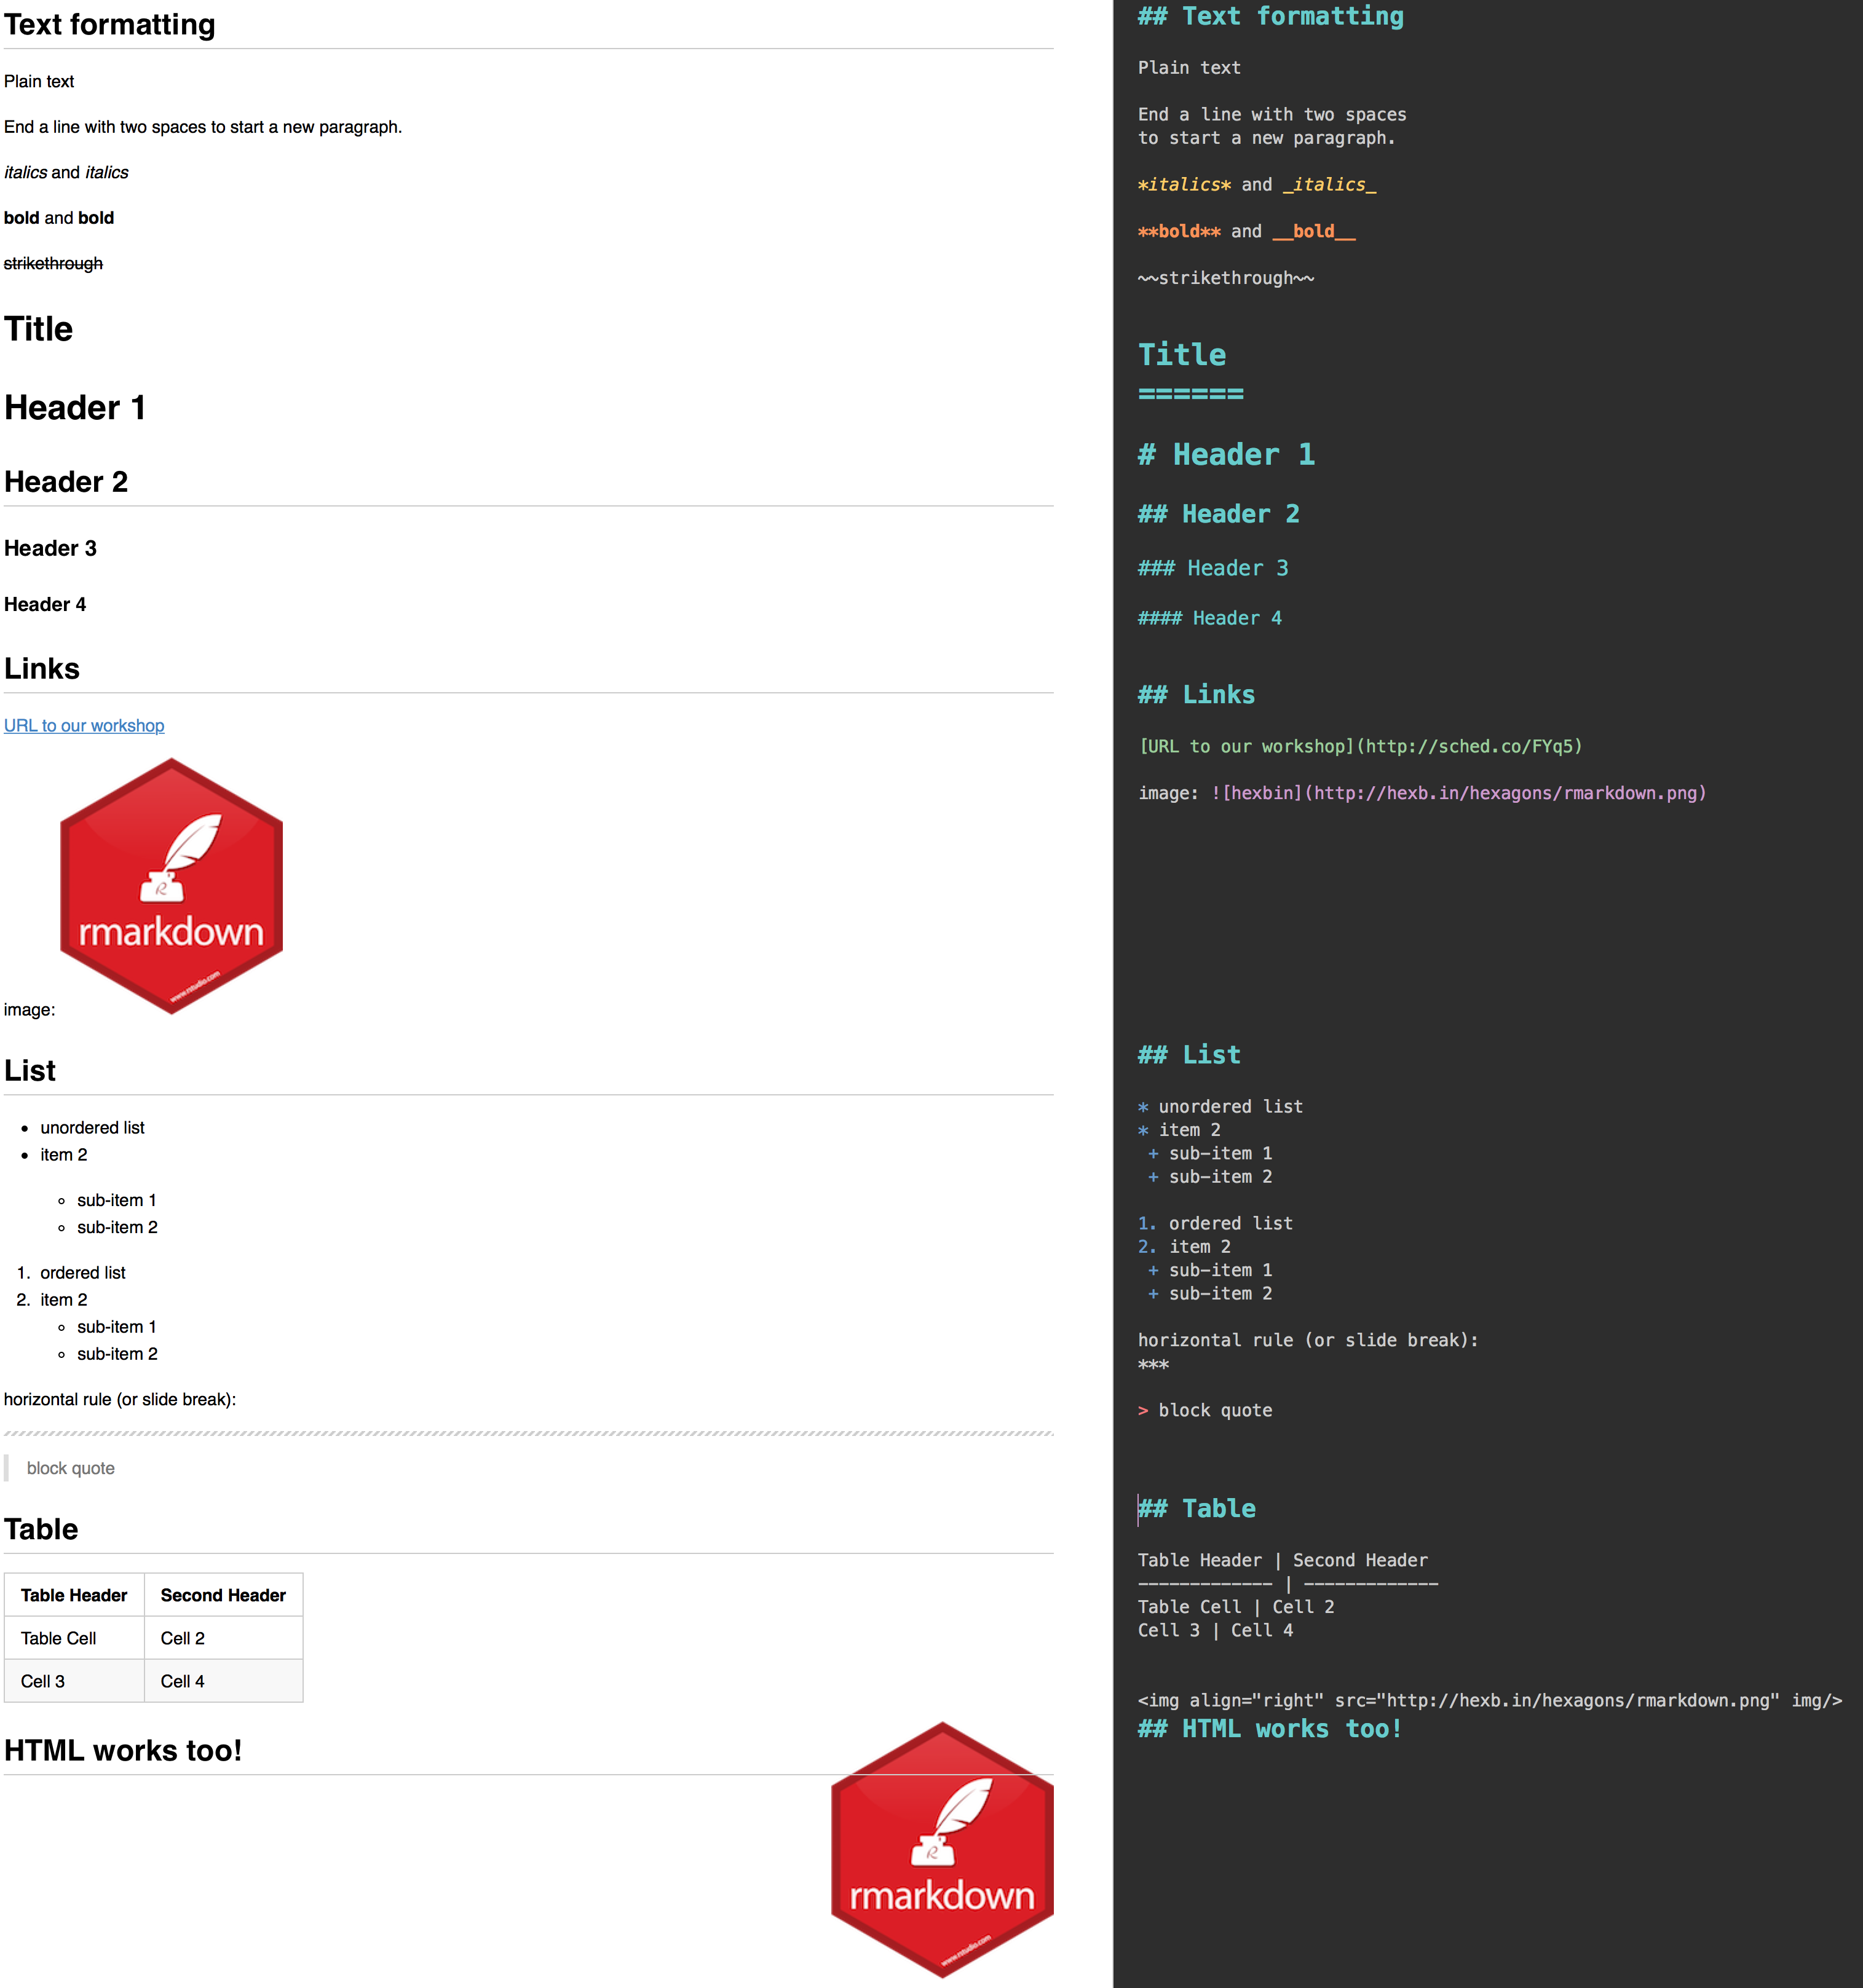 Text formatting
Plain text
End a line with two spaces to start a new paragraph.
italics and italics
bold and bold
strikethrough
Title
Header 1
Header 2
Header 3
Header 4
Links
URL to our workshop
R
rmarkdown
www.rstudio.com
image:
List
• unordered list
• item 2
◦ sub-item 1
◦ sub-item 2
1. ordered list
2. item 2
◦ sub-item 1
◦ sub-item 2
horizontal rule (or slide break):
block quote
Table
Table Header Second Header
Table Cell Cell 2
Cell 3 Cell 4
HTML works too!
R
rmarkdown
www.rstudio.com
## Text formatting
Plain text
End a line with two spaces
to start a new paragraph.
*italics* and _italics_
**bold** and __bold__
~~strikethrough~~
Title
======
# Header 1
## Header 2
### Header 3
#### Header 4
## Links
[URL to our workshop](http://sched.co/FYq5)
image: ![hexbin](http://hexb.in/hexagons/rmarkdown.png)
## List
* unordered list
* item 2
+ sub-item 1
+ sub-item 2
1. ordered list
2. item 2
+ sub-item 1
+ sub-item 2
horizontal rule (or slide break):
***
> block quote
## Table
Table Header | Second Header
------------- | -------------
Table Cell | Cell 2
Cell 3 | Cell 4
<img align="right" src="http://hexb.in/hexagons/rmarkdown.png" img/>
## HTML works too!